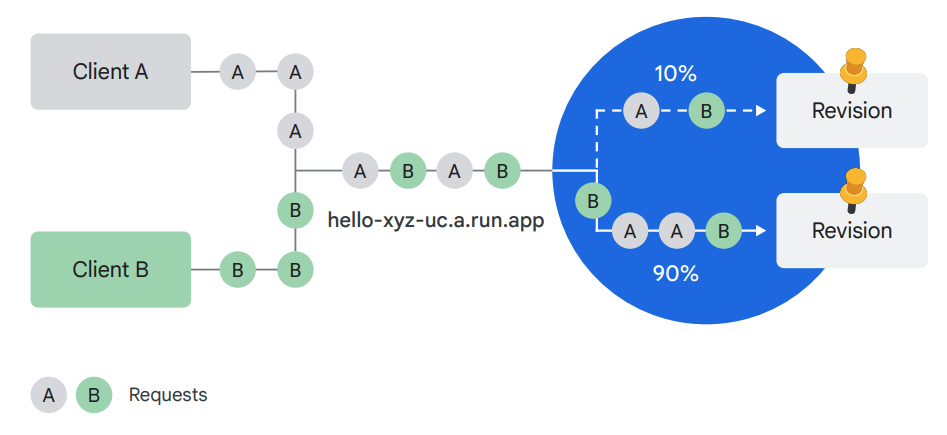 Client A
A
A
A
Client B
B
B
B
A
B
A
B
hello-xyz-uc.a.run.app
10%
A
B
Revision
B
A
A
B
90%
Revision
A
B
Requests